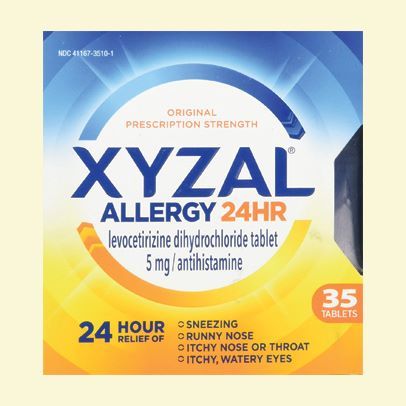 NDC 41167-3510-1
ORIGINAL
PRESCRIPTION STRENGTH
XYZAL®
ALLERGY 24HR
levocetirizine dihydrochloride tablet
5 mg/antihistamine
35
TABLETS
24 HOUR
RELIEF OF
SNEEZING
RUNNY NOSE
ITCHY NOSE OR THROAT
ITCHY, WATERY EYES